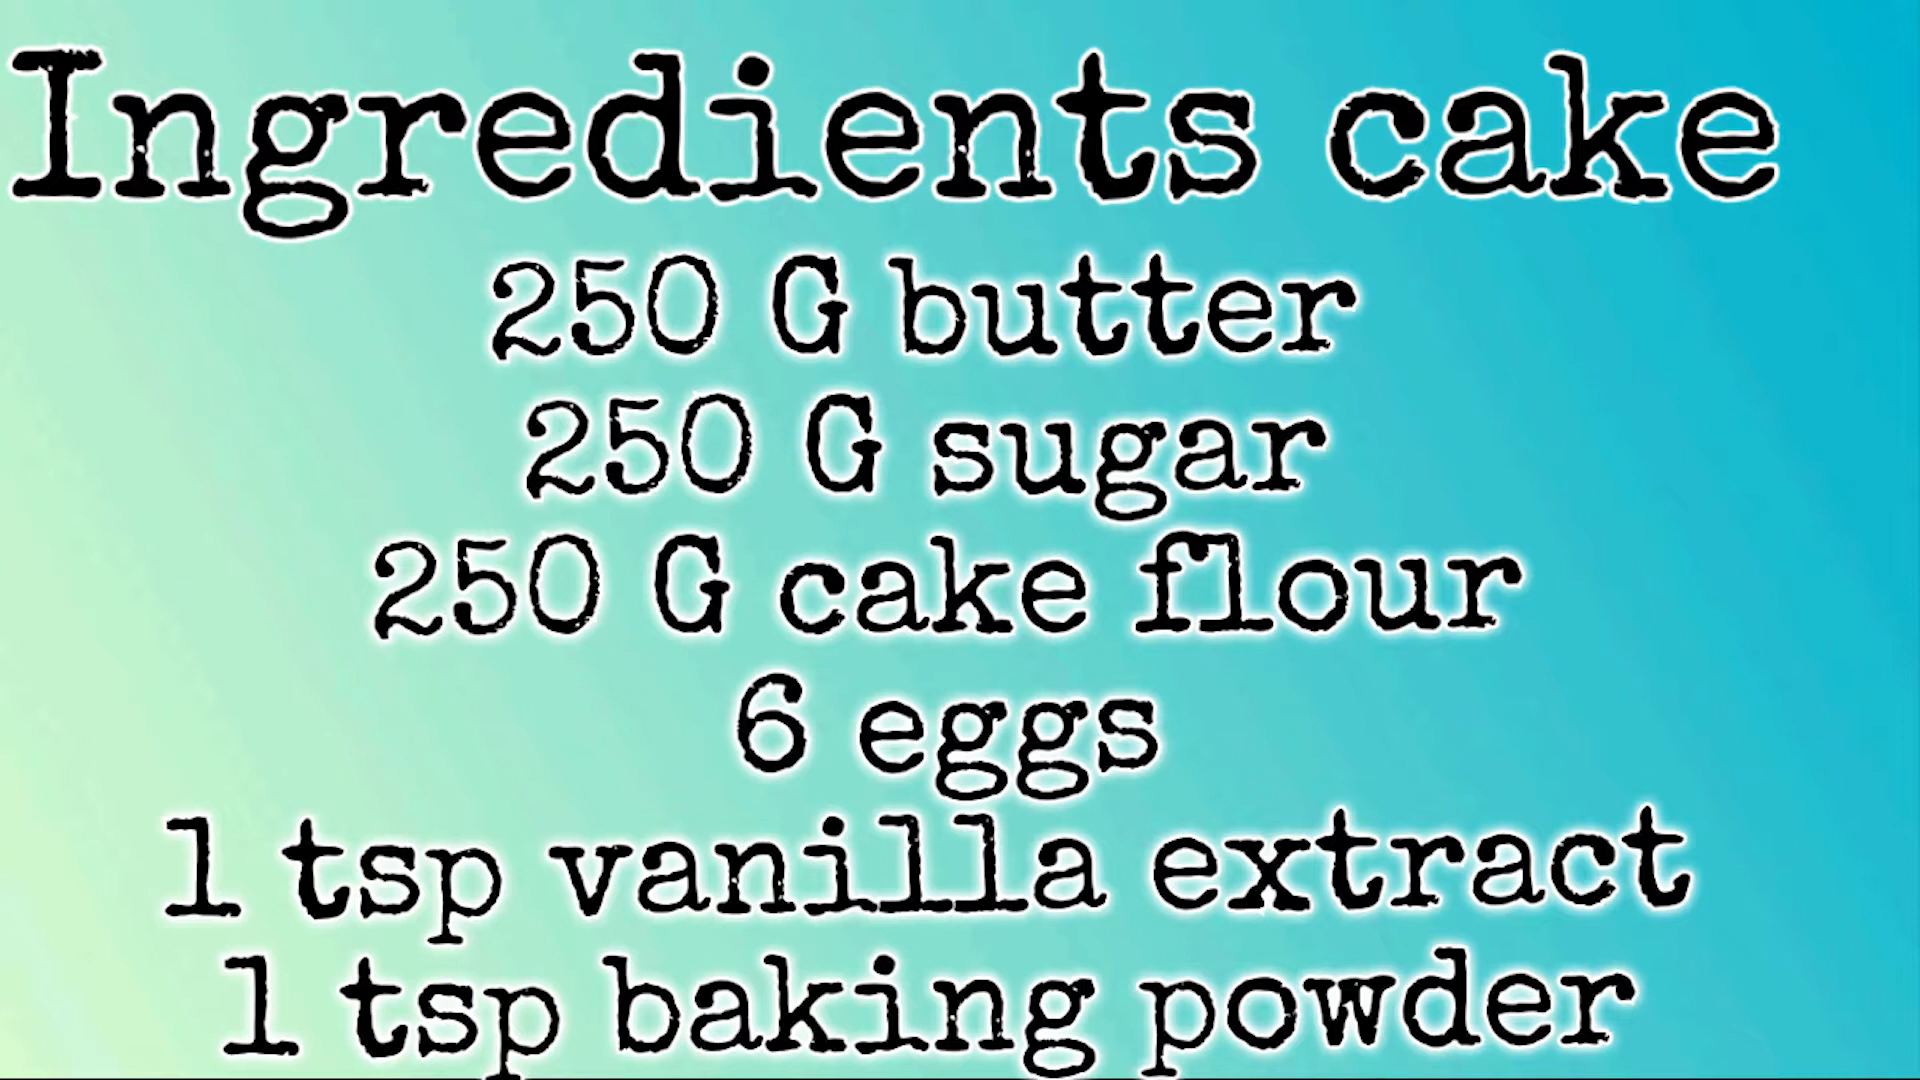 Ingredients cake
250 G butter
250 G sugar
250 G cake flour
6 eggs
1 tsp vanilla extract
1 tsp baking powder